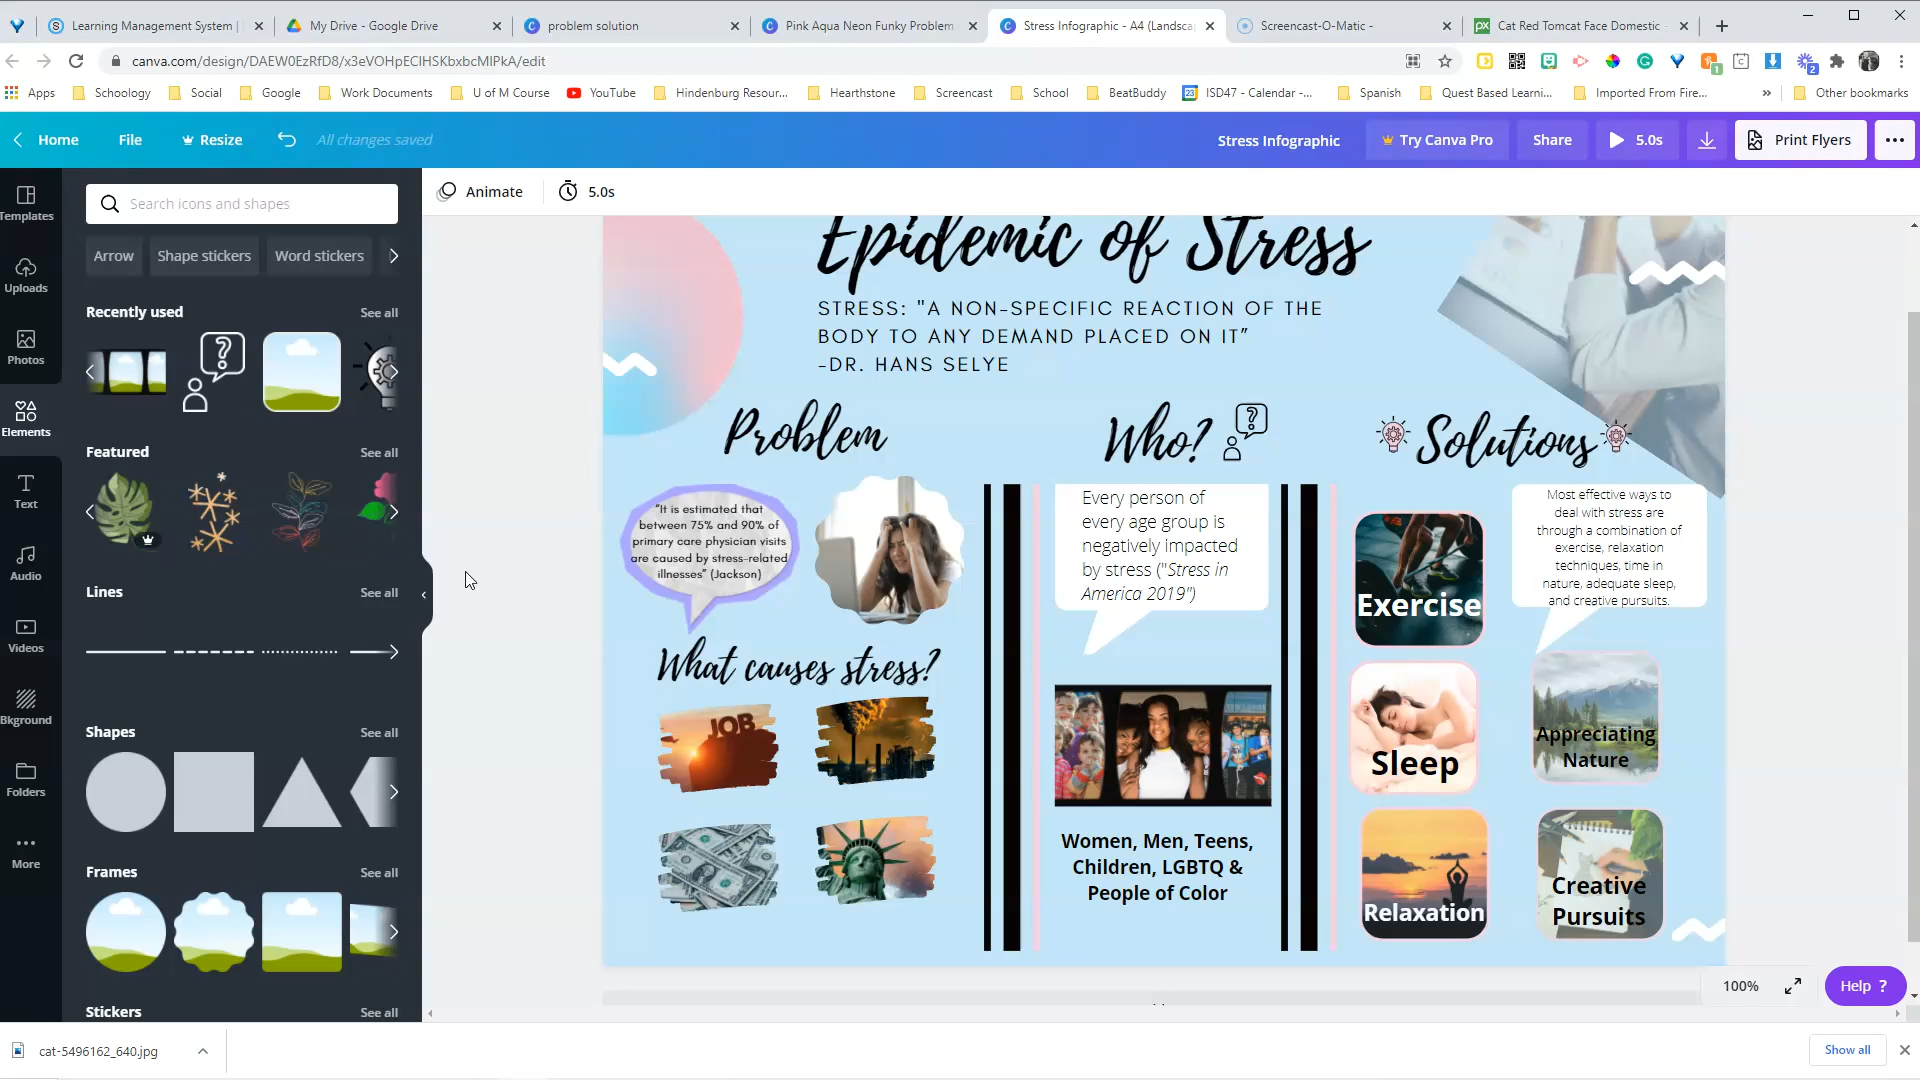 Learning Management System |
My Drive - Google Drive
problem solution
Pink Aqua Neon Funky Problem
Stress Infographic - A4 (Landsca
Screencast-O-Matic -
Cat Red Tomcat Face Domestic -
canva.com/design/DAEW0EzRfD8/x3eVOHpEClHSKbxbcMlPkA/edit
1
2
Apps
Schoology
Social
Google
Work Documents
U of M Course
YouTube
Hindenburg Resour...
Hearthstone
Screencast
School
BeatBuddy
23
ISD47 - Calendar -...
Spanish
Quest Based Learni...
Imported From Fire...
»
Other bookmarks
Home
File
Resize
All changes saved
Stress Infographic
Try Canva Pro
Share
5.0s
Print Flyers
Templates
Uploads
Photos
Elements
Text
Audio
Videos
Bkground
Folders
More
Search icons and shapes
Arrow
Shape stickers
Word stickers
Recently used
See all
Featured
See all
Lines
See all
Shapes
See all
Frames
See all
Stickers
See all
Animate
5.0s
Epidemic of Stress
STRESS: "A NON-SPECIFIC REACTION OF THE
BODY TO ANY DEMAND PLACED ON IT”
-DR. HANS SELYE
Problem
“It is estimated that
between 75% and 90% of
primary care physician visits
are caused by stress-related
illnesses” (Jackson)
What causes stress?
JOB
Who?
Every person of
every age group is
negatively impacted
by stress ("Stress in
America 2019")
Women, Men, Teens,
Children, LGBTQ &
People of Color
Solutions
Most effective ways to
deal with stress are
through a combination of
exercise, relaxation
techniques, time in
nature, adequate sleep,
and creative pursuits.
Exercise
Sleep
Appreciating
Nature
Relaxation
Creative
Pursuits
100%
Help ?
cat-5496162_640.jpg
Show all